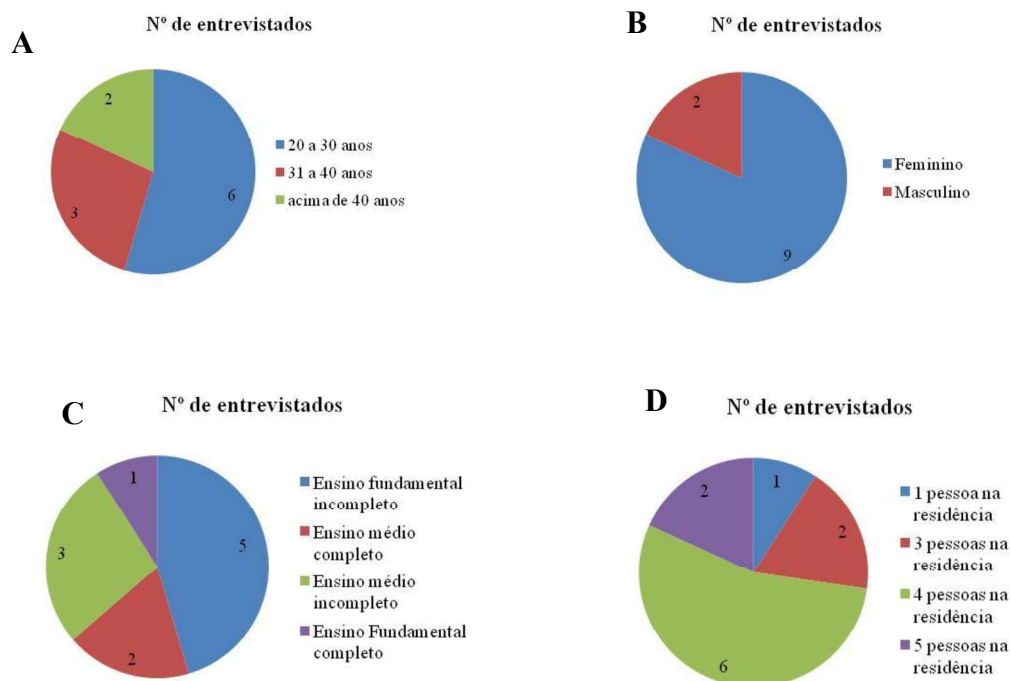 A
Nº de entrevistados
2
6
3
20 a 30 anos
31 a 40 anos
acima de 40 anos
B
Nº de entrevistados
2
9
Feminino
Masculino
C
Nº de entrevistados
1
5
3
2
Ensino fundamental
incompleto
Ensino médio
completo
Ensino médio
incompleto
Ensino Fundamental
completo
D
Nº de entrevistados
1
2
2
6
1 pessoa na
residência
3 pessoas na
residência
4 pessoas na
residência
5 pessoas na
residência